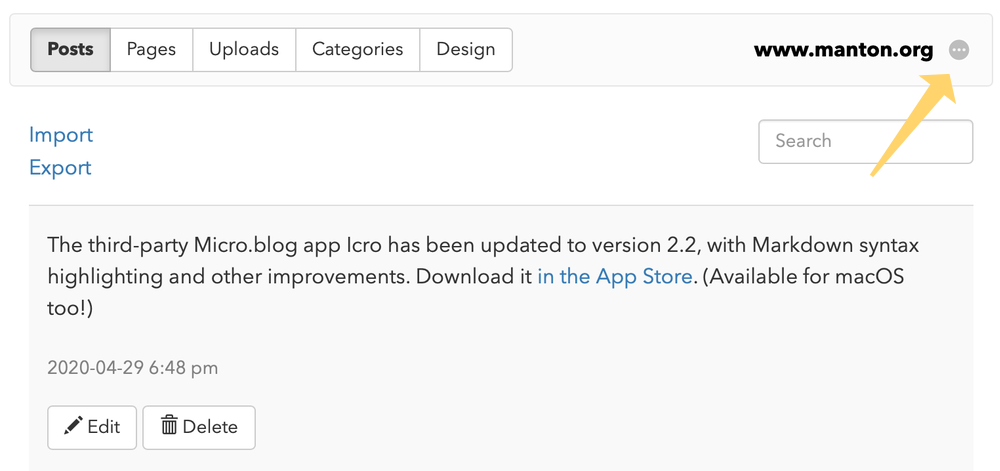 Posts Pages Uploads Categories Design www.manton.org
Import
Search
Export
The third-party Micro.blog app Icro has been updated to version 2.2, with Markdown syntax
highlighting and other improvements. Download it in the App Store. (Available for macOS
too!)
2020-04-29 6:48 pm
Edit Delete